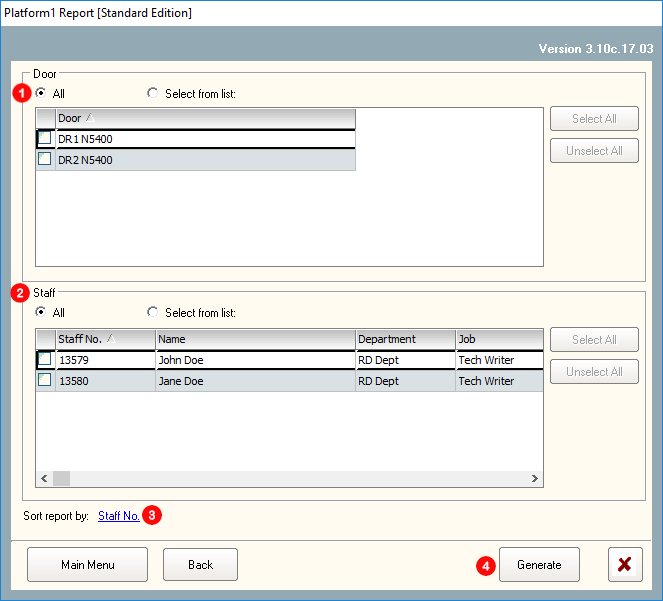 Platform1 Report [Standard Edition]
Version 3.10c.17.03
Door
1 All Select from list:
Door
DR1 N5400
DR2 N5400
Select All
Unselect All
2 Staff
All Select from list:
Staff No. Name Department Job
13579 John Doe RD Dept Tech Writer
13580 Jane Doe RD Dept Tech Writer
Select All
Unselect All
Sort report by: Staff No. 3
Main Menu Back 4 Generate